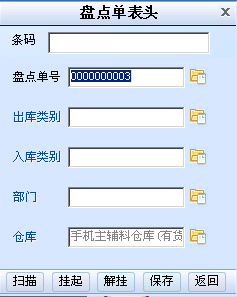 盘点单表头 x
条码
盘点单号 0000000003
出库类别
入库类别
部门
仓库 手机主辅料仓库(有货
扫描 挂起 解挂 保存 返回